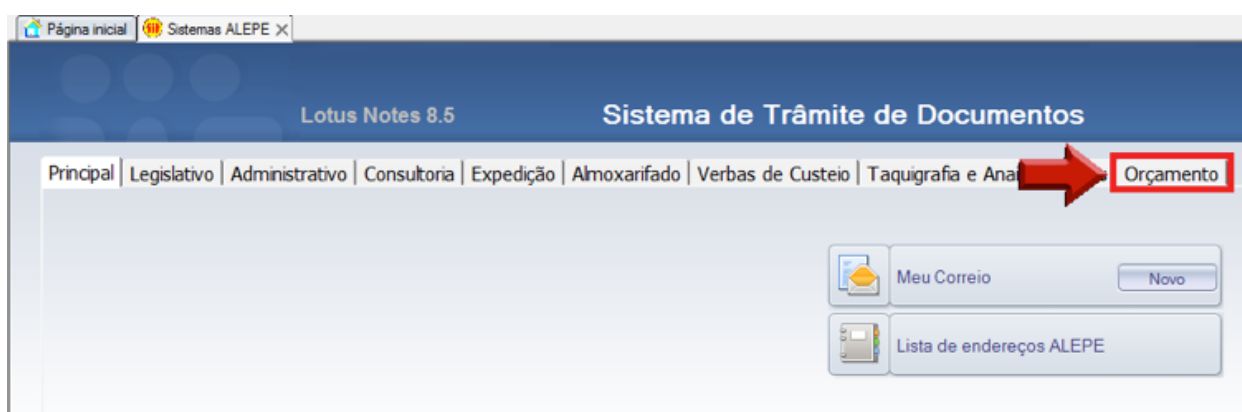 Página inicial Sistemas ALEPE
Lotus Notes 8.5 Sistema de Trâmite de Documentos
Principal Legislativo Administrativo Consultoria Expedição Almoxarifado Verbas de Custeio Taquigrafia e Orçamento
Meu Correio Novo
Lista de endereços ALEPE